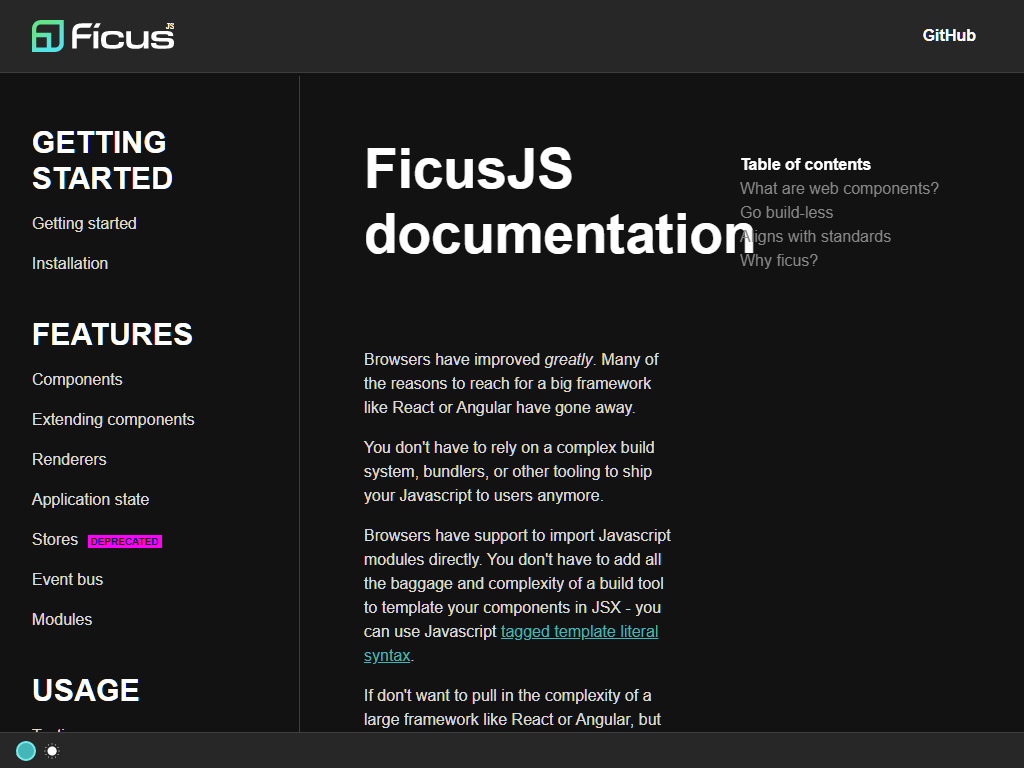 Ficus JS
GitHub
GETTING
STARTED
Getting started
Installation
FEATURES
Components
Extending components
Renderers
Application state
Stores DEPRECATED
Event bus
Modules
USAGE
FicusJS
documentation
Browsers have improved greatly. Many of
the reasons to reach for a big framework
like React or Angular have gone away.
You don't have to rely on a complex build
system, bundlers, or other tooling to ship
your Javascript to users anymore.
Browsers have support to import Javascript
modules directly. You don't have to add all
the baggage and complexity of a build tool
to template your components in JSX - you
can use Javascript tagged template literal
syntax.
If don't want to pull in the complexity of a
large framework like React or Angular, but
Table of contents
What are web components?
Go build-less
Aligns with standards
Why ficus?